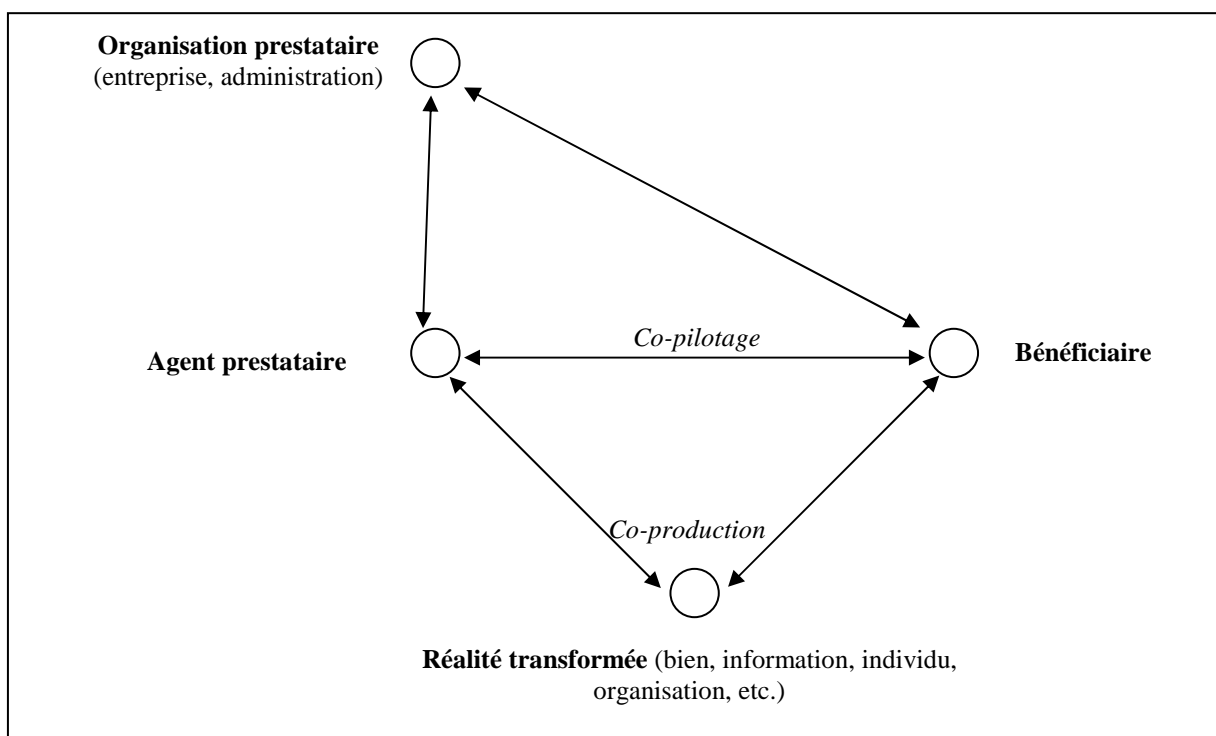 Organisation prestataire
(entreprise, administration)
Co-pilotage
Agent prestataire
Bénéficiaire
Co-production
Réalité transformée (bien, information, individu,
organisation, etc.)